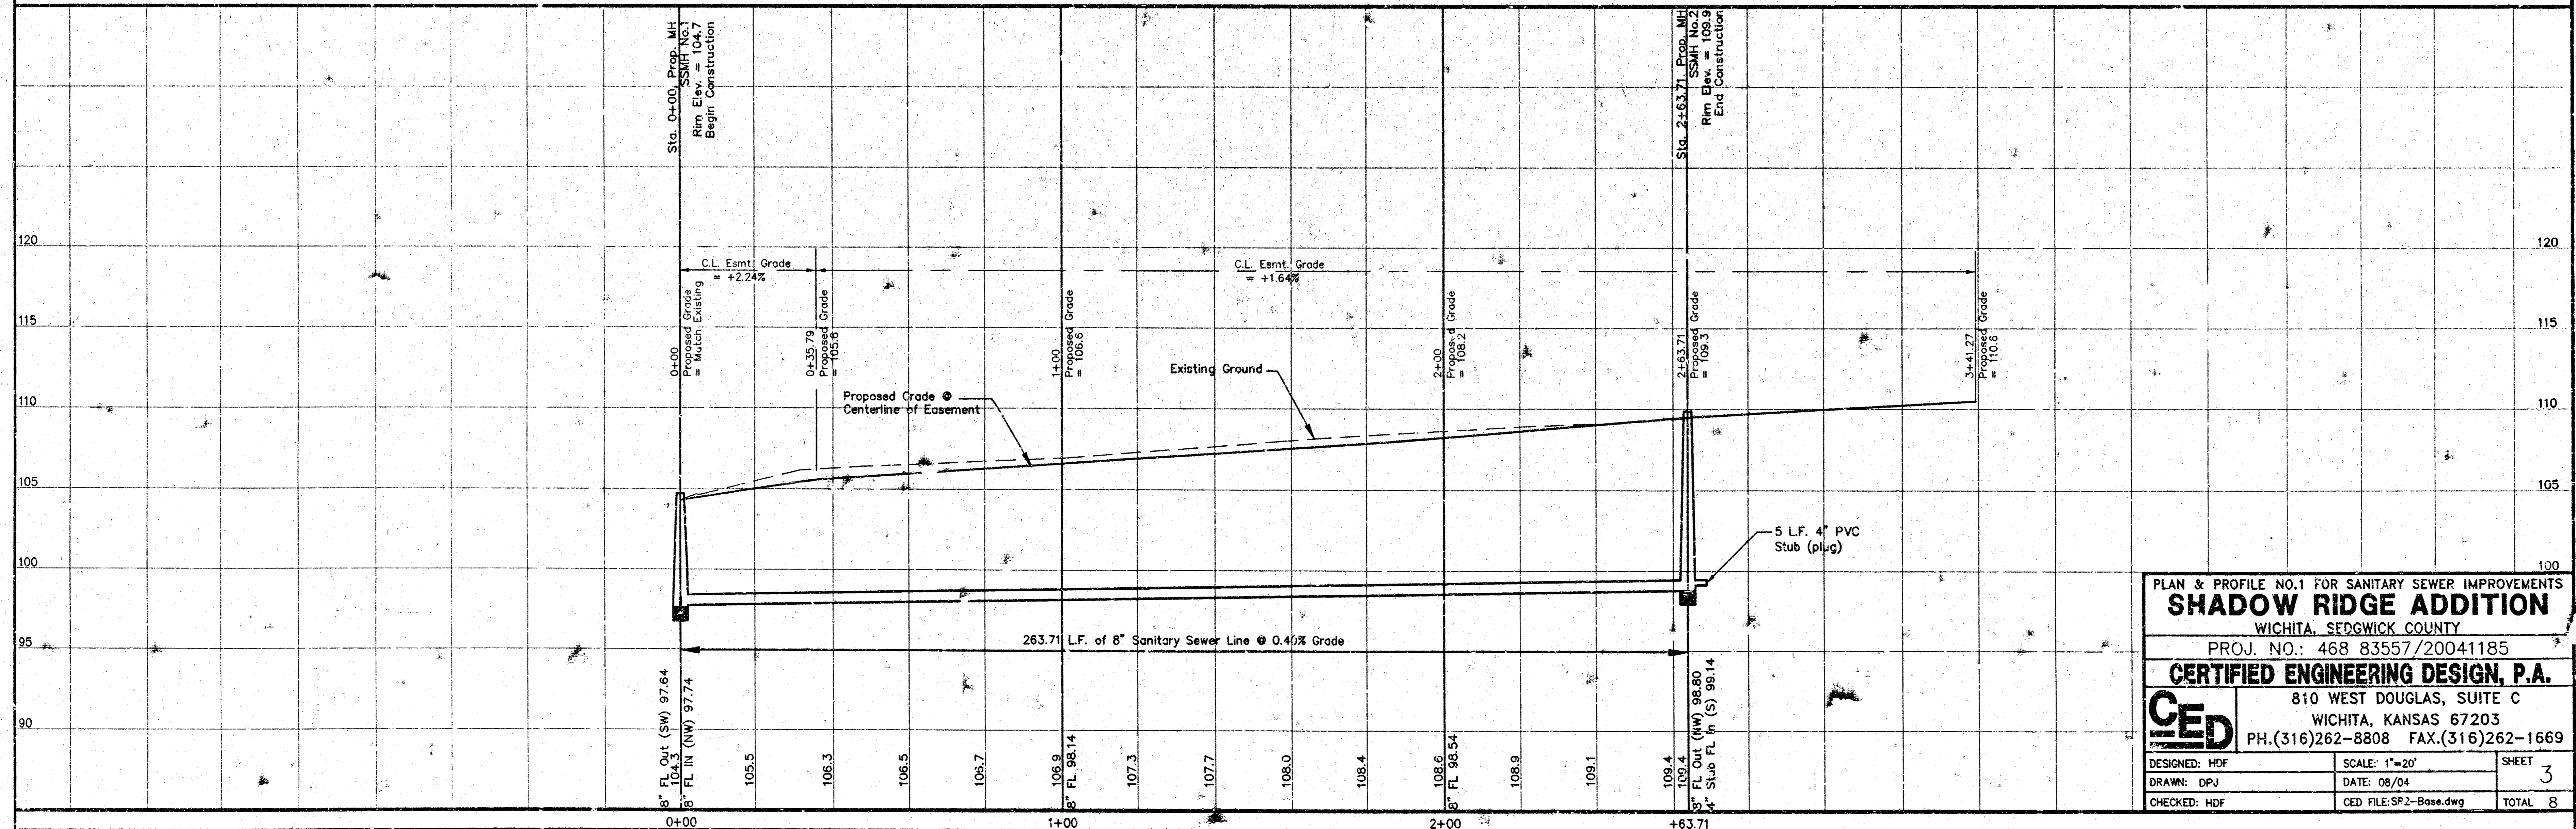 Sta. 0+00, Prop. MH
SSMH No.1
Rim Elev. = 104.7
Begin Construction
Sta. 2+63.71, Prop. MH
SSMH No.2
Rim Elev. = 109.9
End Construction
120
120
C.L. Esmt. Grade
= +2.24%
C.L. Esmt. Grade
= +1.64%
0+00
Proposed Grade
= Match Existing
0+35.79
Proposed Grade
= 105.6
1+00
Proposed Grade
= 106.6
2+00
Proposed Grade
= 108.2
2+63.71
Proposed Grade
= 109.3
3+41.27
Proposed Grade
= 110.6
115
115
Existing Ground
Proposed Grade @
Centerline of Easement
110
110
105
105
5 L.F. 4" PVC
Stub (plug)
100
100
263.71 L.F. of 8" Sanitary Sewer Line @ 0.40% Grade
95
90
8" FL Out (SW) 97.64
104.3
8" FL IN (NW) 97.74
105.5
106.3
106.5
106.7
106.9
8" FL 98.14
107.3
107.7
108.0
108.4
108.6
8" FL 98.54
108.9
109.1
109.4
109.4
8" FL Out (NW) 98.80
4" Stub FL In (S) 99.14
0+00
1+00
2+00
+63.71
PLAN & PROFILE NO.1 FOR SANITARY SEWER IMPROVEMENTS
SHADOW RIDGE ADDITION
WICHITA, SEDGWICK COUNTY
PROJ. NO.: 468 83557/20041185
CERTIFIED ENGINEERING DESIGN, P.A.
CED
810 WEST DOUGLAS, SUITE C
WICHITA, KANSAS 67203
PH.(316)262-8808 FAX.(316)262-1669
DESIGNED: HDF
SCALE: 1"=20'
SHEET
3
DRAWN: DPJ
DATE: 08/04
CHECKED: HDF
CED FILE:SR2-Base.dwg
TOTAL 8